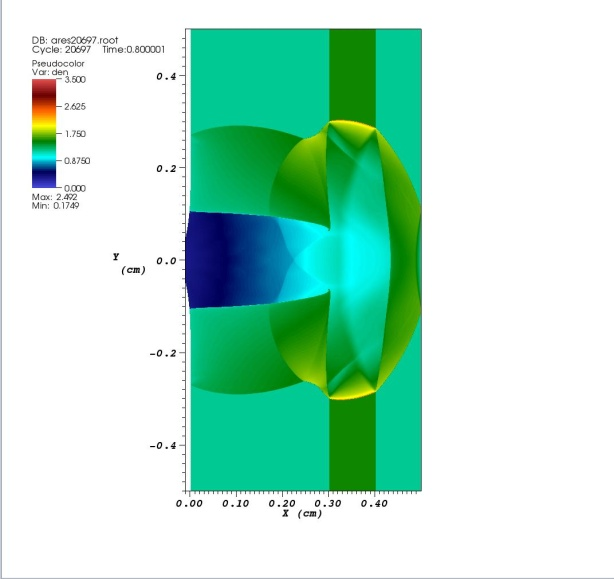 DB: ares20697.root
Cycle: 20697 Time:0.800001
Pseudocolor
Var: den
3.500
2.625
1.750
0.8750
0.000
Max: 2.492
Min: 0.1749
0.4
0.2
Y 0.0
(cm)
-0.2
-0.4
0.00 0.10 0.20 0.30 0.40
X (cm)